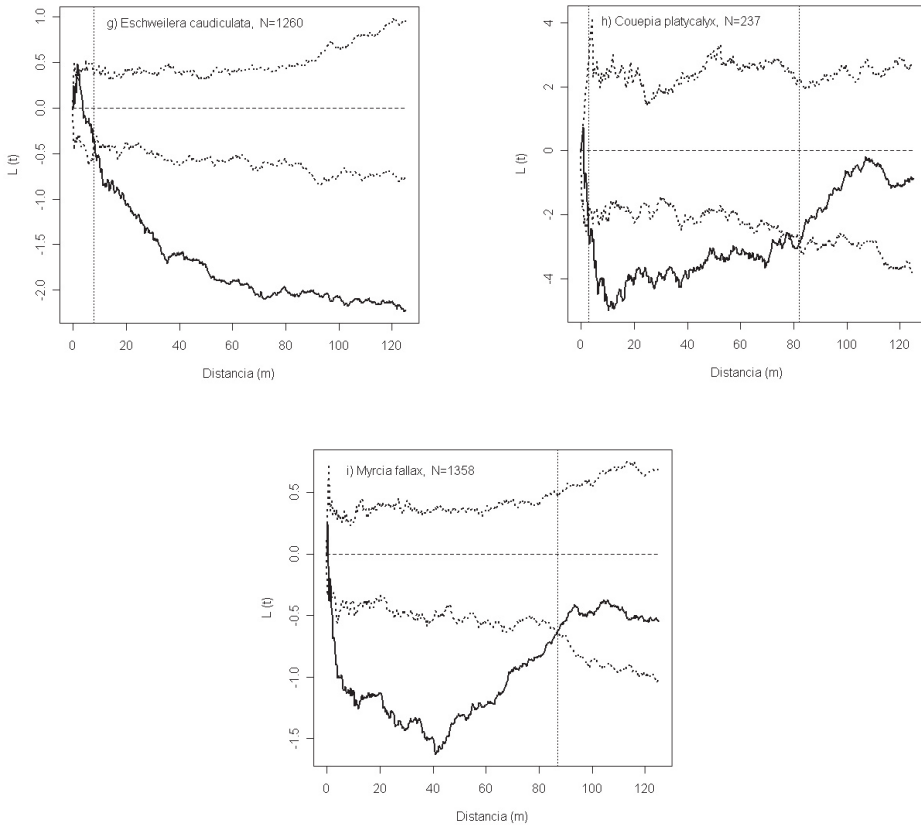 g) Eschweilera caudiculata, N=1260
1.0
0.5
0.0
-0.5
-1.0
-2.0
L (t)
0 20 40 60 80 100 120
Distancia (m)
h) Couepia platycalyx, N=237
4
2
0
-2
-4
L (t)
0 20 40 60 80 100 120
Distancia (m)
i) Myrcia fallax, N=1358
0.5
0.0
-0.5
-1.0
-1.5
L (t)
0 20 40 60 80 100 120
Distancia (m)